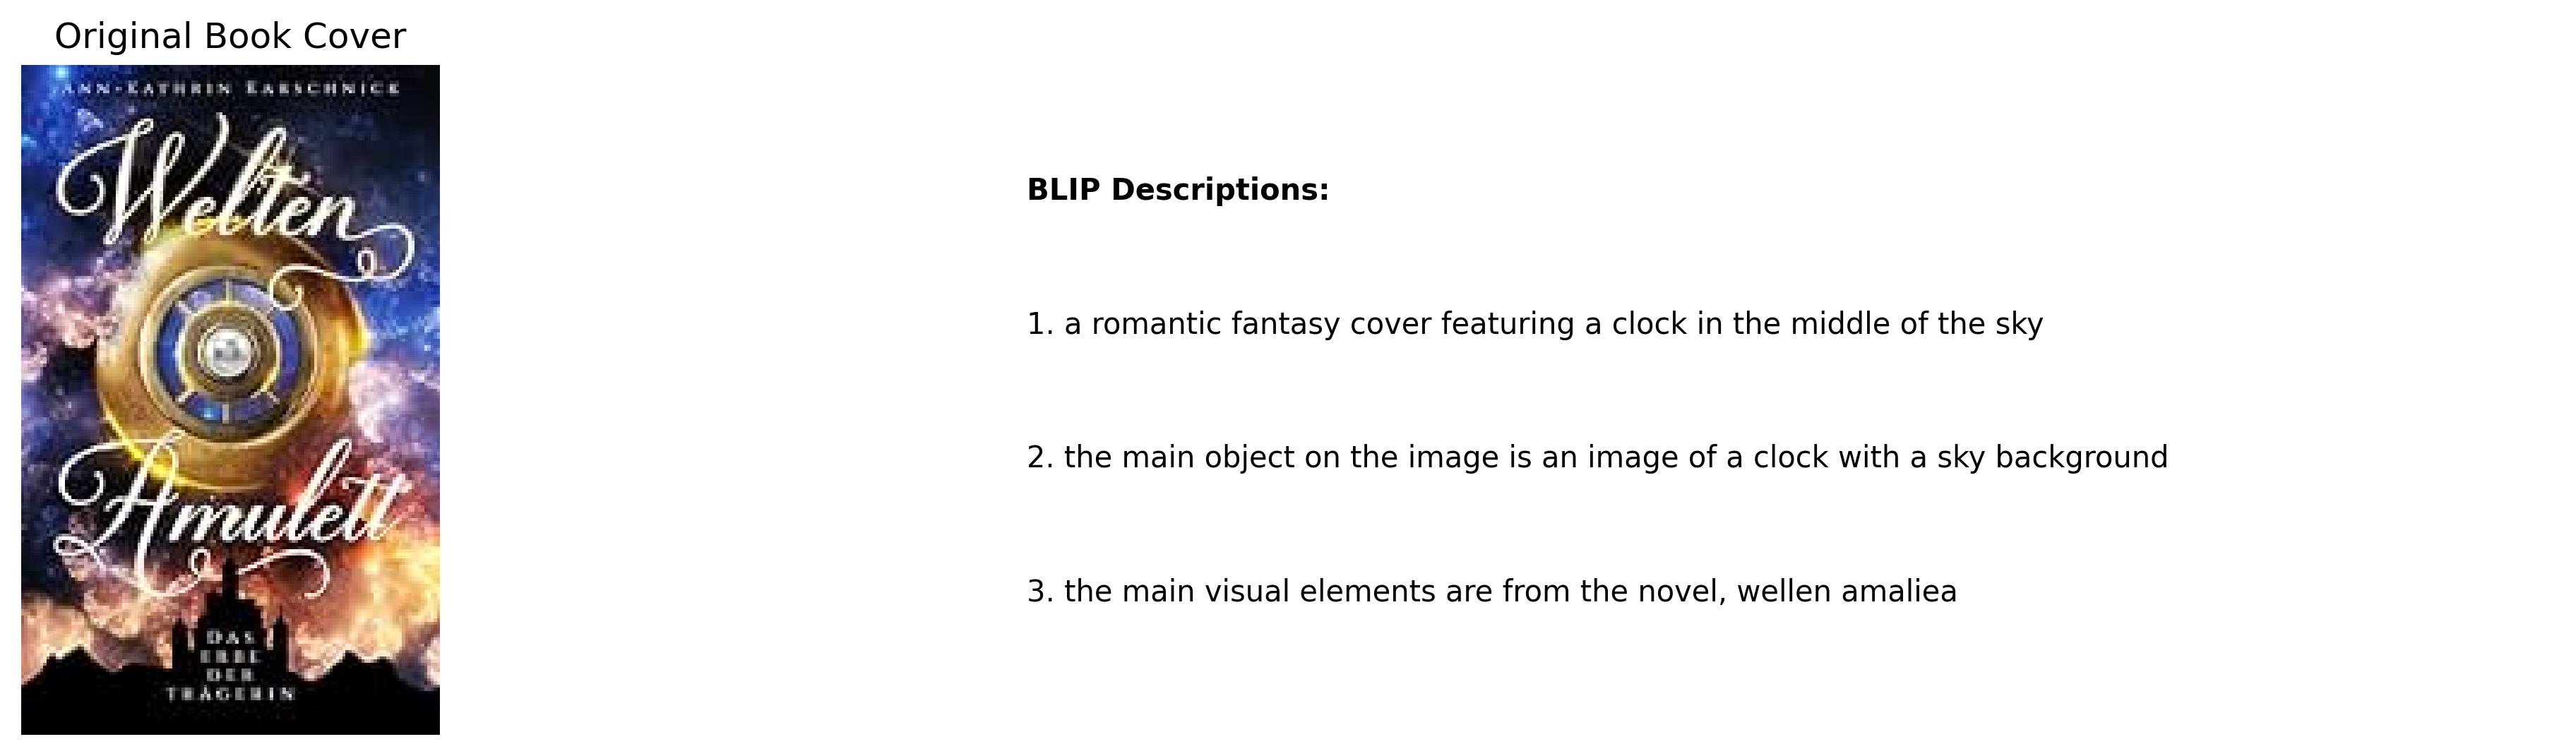 Original Book Cover
ANN-KATHRIN KARSCHNICK
Welten
Amulett
DAS
ERBE
DER
TRÄGERIN
BLIP Descriptions:
1. a romantic fantasy cover featuring a clock in the middle of the sky
2. the main object on the image is an image of a clock with a sky background
3. the main visual elements are from the novel, wellen amaliea